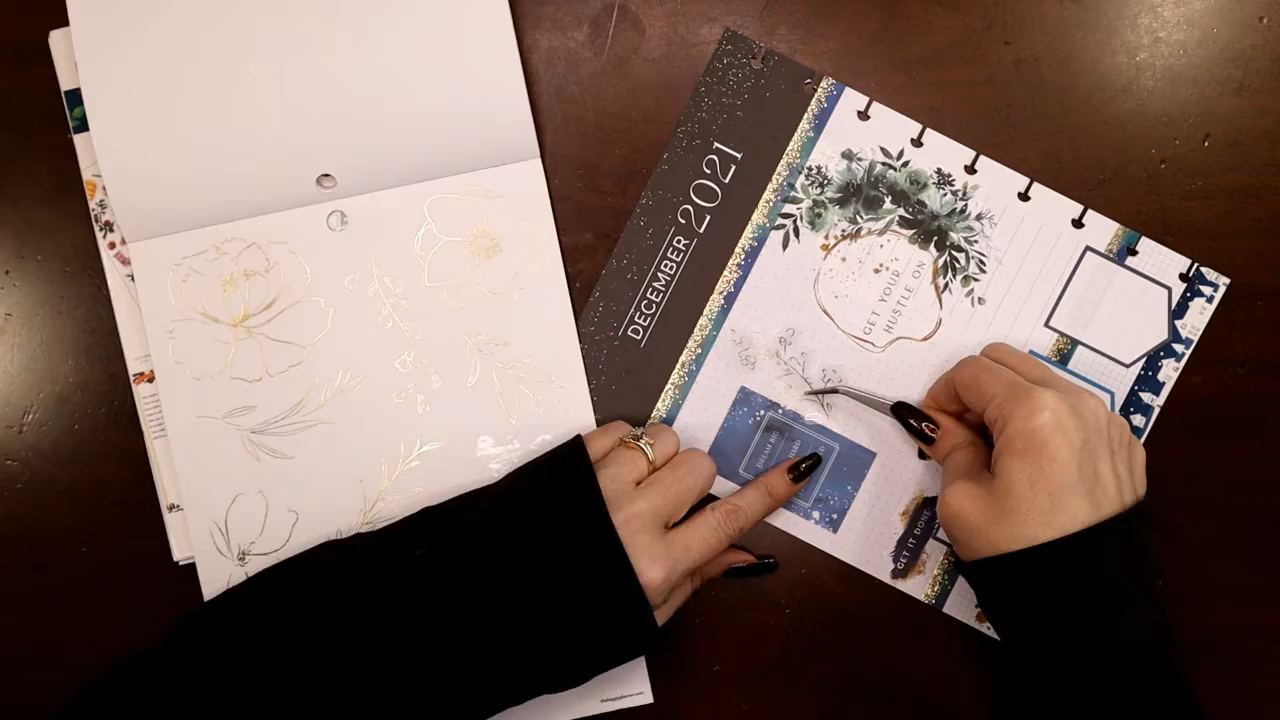 DECEMBER 2021
GET YOUR
HUSTLE ON
DREAM BIG
GET IT DONE